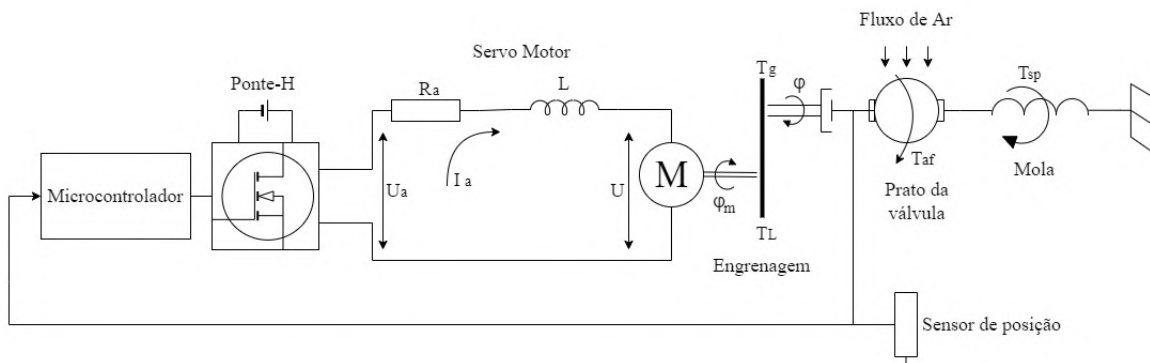 Fluxo de Ar
Servo Motor
Ponte-H
Ra
L
Tg
φ
Tsp
Microcontrolador
Ua
Ia
U
M
φm
Taf
Mola
Prato da
válvula
TL
Engrenagem
Sensor de posição